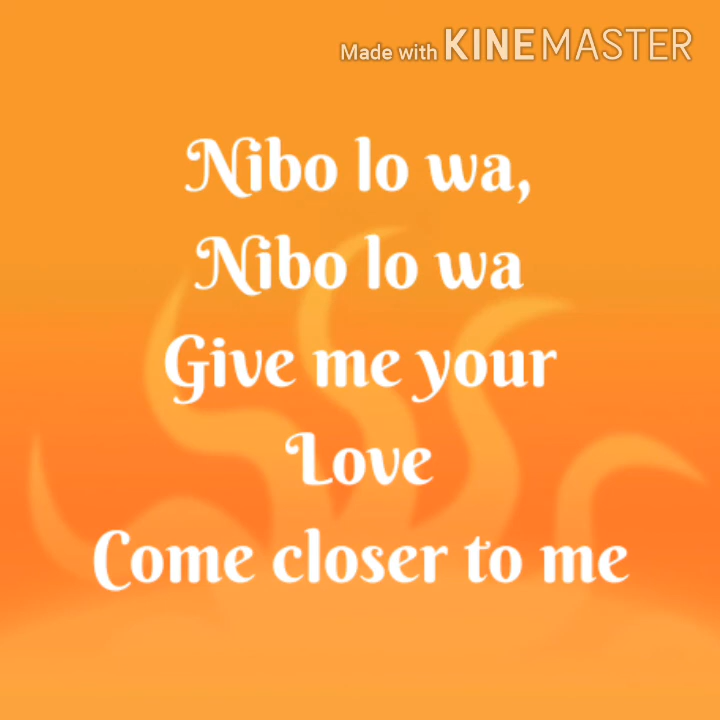 Made with KINEMASTER
Nibo lo wa,
Nibo lo wa
Give me your
Love
Come closer to me